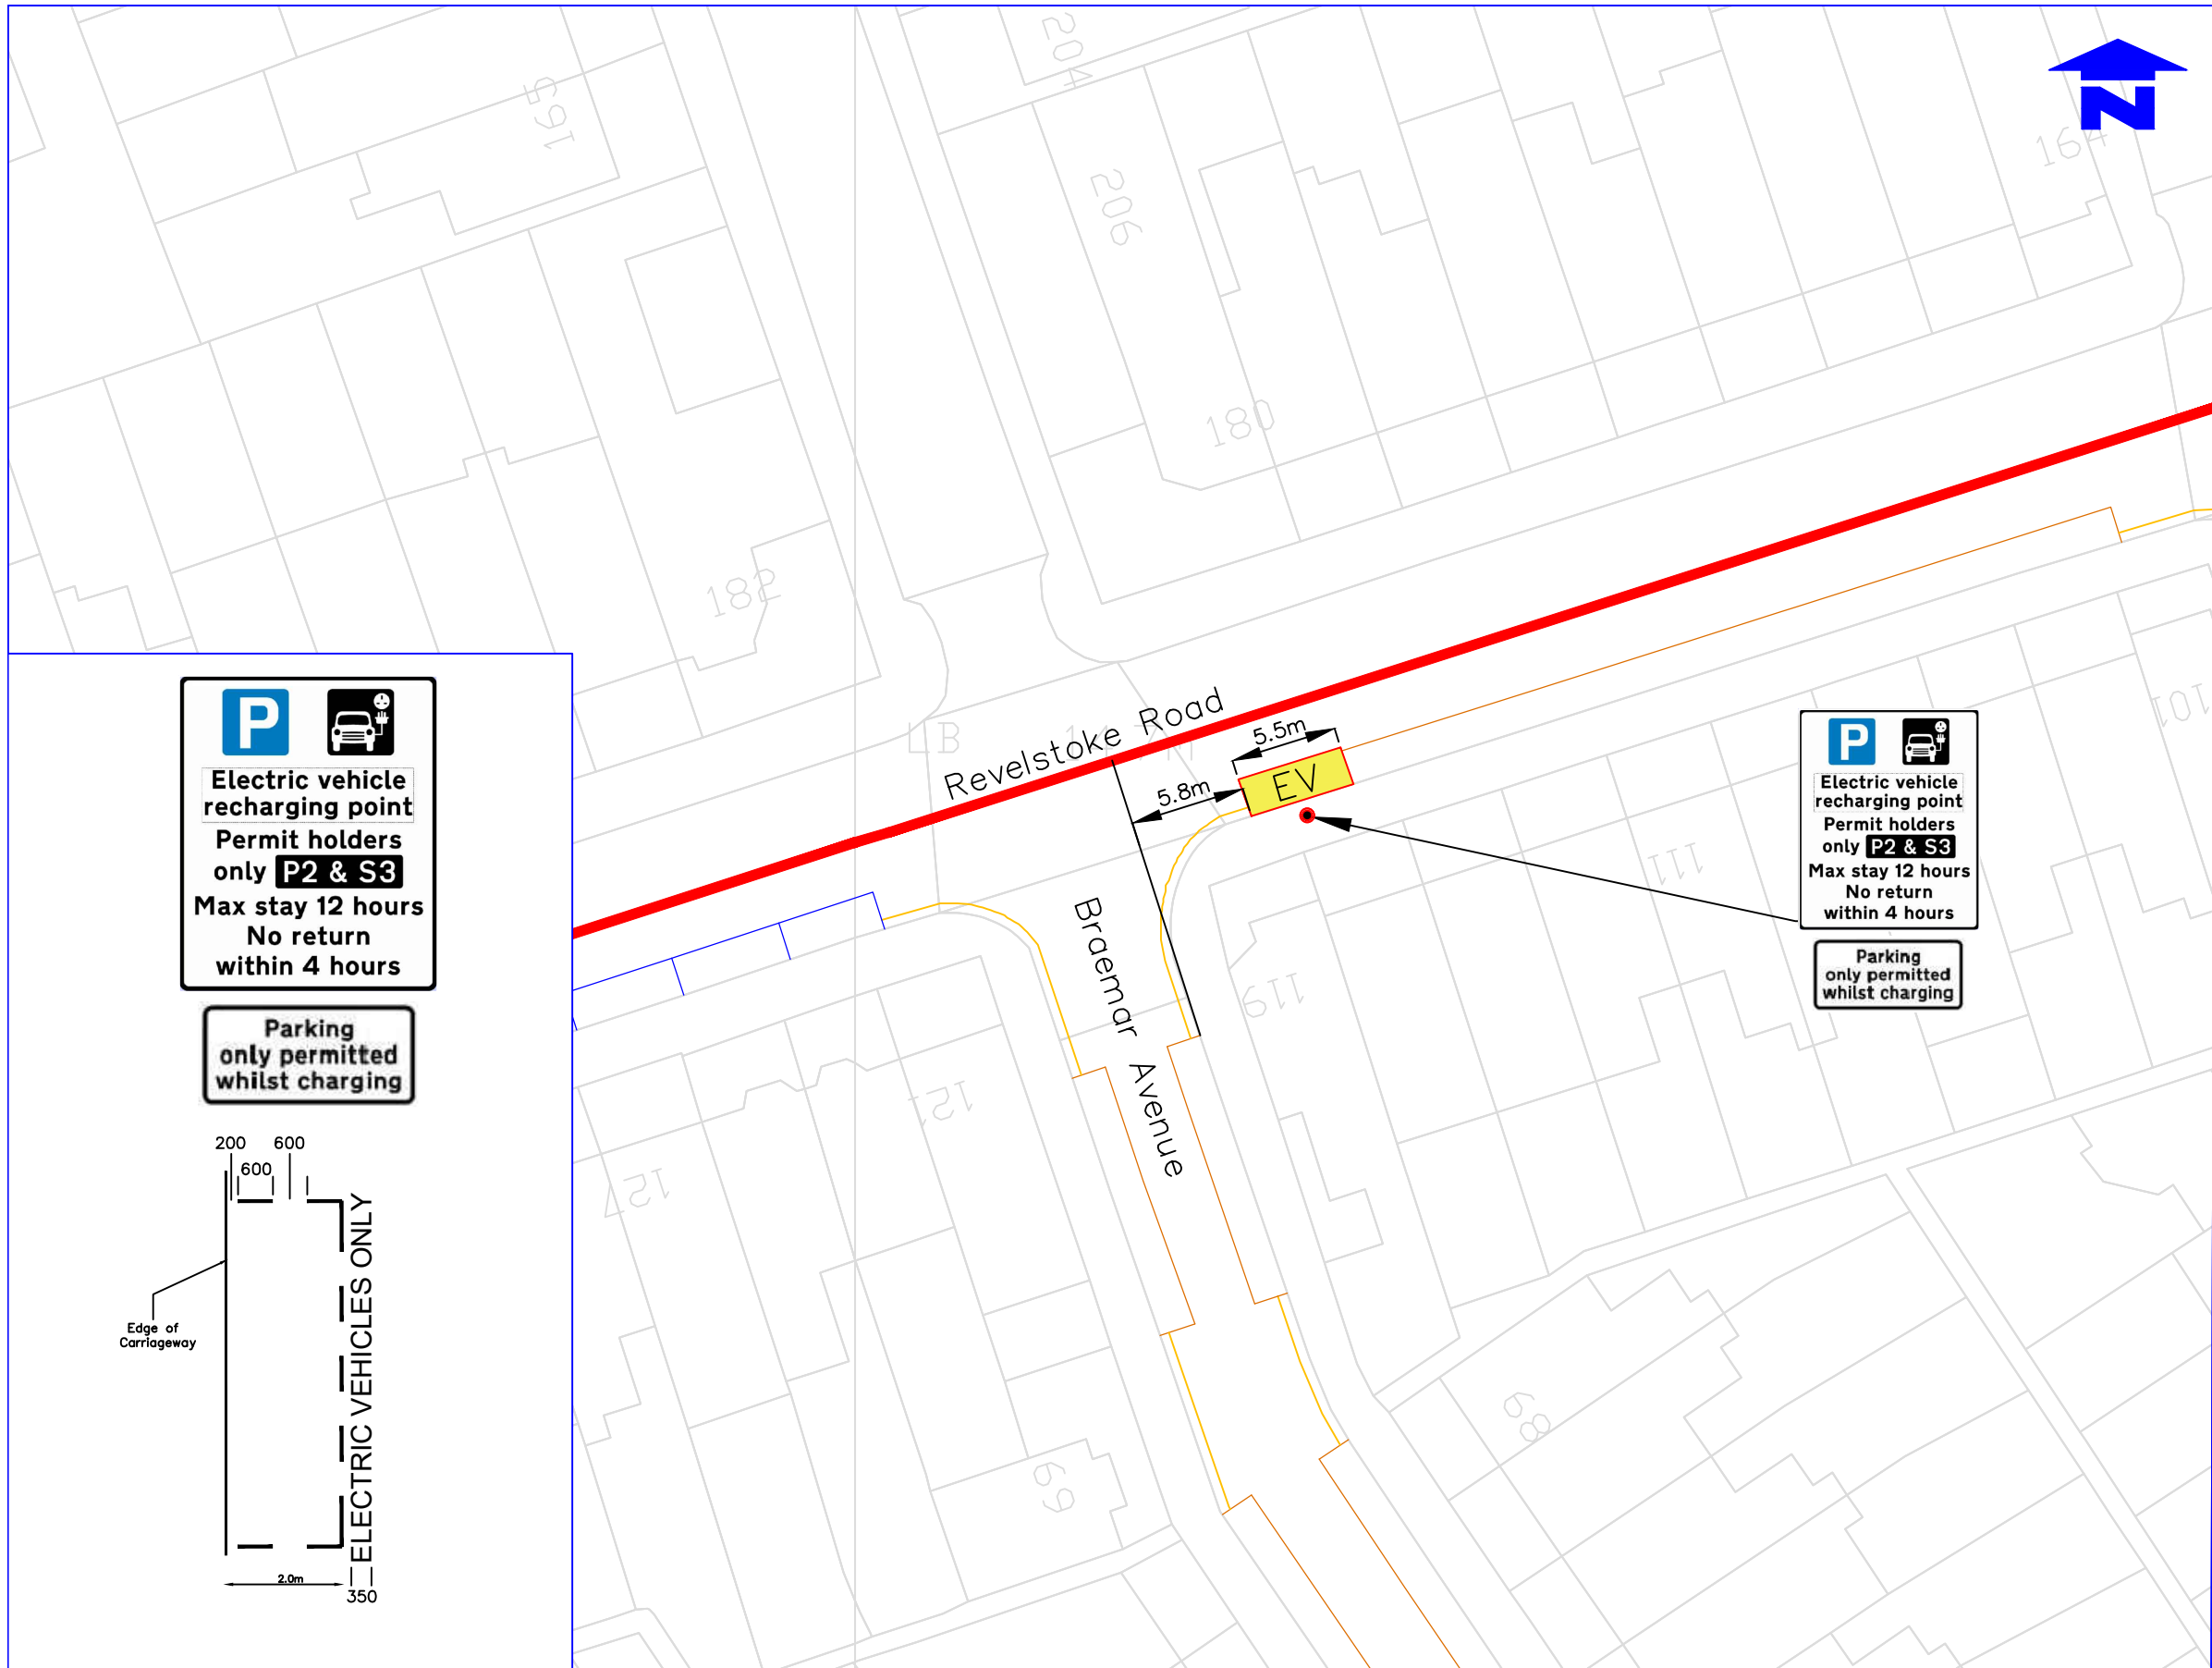 204
165
206
N
164
180
182
LB
14.7M
Revelstoke Road
5.5m
5.8m
EV
101
111
119
Braemar Avenue
121
127
69
68
P
Electric vehicle
recharging point
Permit holders
only P2 & S3
Max stay 12 hours
No return
within 4 hours
Parking
only permitted
whilst charging
P
Electric vehicle
recharging point
Permit holders
only P2 & S3
Max stay 12 hours
No return
within 4 hours
Parking
only permitted
whilst charging
200
600
600
ELECTRIC VEHICLES ONLY
Edge of
Carriageway
2.0m
350